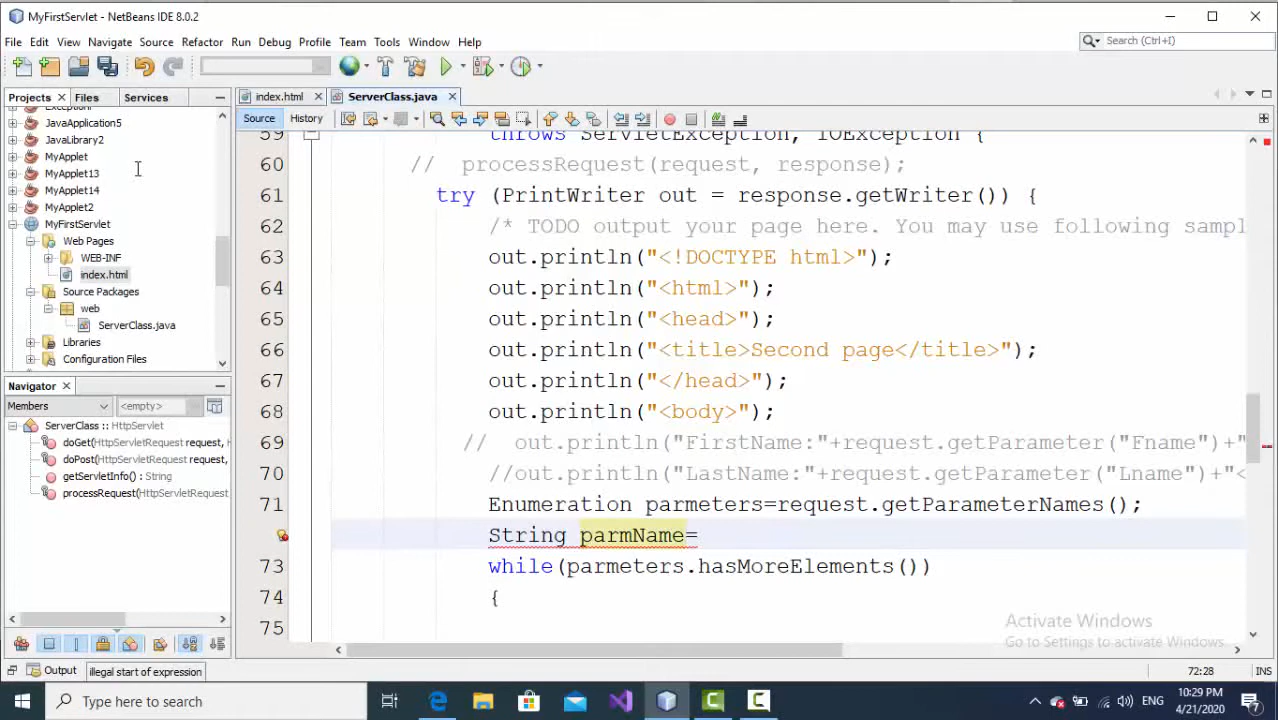 MyFirstServlet - NetBeans IDE 8.0.2
File Edit View Navigate Source Refactor Run Debug Profile Team Tools Window Help
Search (Ctrl+I)
Projects Files Services
index.html ServerClass.java
Source History
Exception
JavaApplication5
JavaLibrary2
MyApplet
MyApplet13
MyApplet14
MyApplet2
MyFirstServlet
Web Pages
WEB-INF
index.html
Source Packages
web
ServerClass.java
Libraries
Configuration Files
Navigator
Members <empty>
ServerClass :: HttpServlet
doGet(HttpServletRequest request, H
doPost(HttpServletRequest request,
getServletInfo() : String
processRequest(HttpServletRequest
59 throws ServletException, IOException {
60 // processRequest(request, response);
61 try (PrintWriter out = response.getWriter()) {
62 /* TODO output your page here. You may use following sampl
63 out.println("<!DOCTYPE html>");
64 out.println("<html>");
65 out.println("<head>");
66 out.println("<title>Second page</title>");
67 out.println("</head>");
68 out.println("<body>");
69 // out.println("FirstName:"+request.getParameter("Fname")+"
70 //out.println("LastName:"+request.getParameter("Lname")+"<
71 Enumeration parmeters=request.getParameterNames();
String parmName=
73 while(parmeters.hasMoreElements())
74 {
75
Activate Windows
Go to Settings to activate Windows.
Output illegal start of expression 72:28 INS
Type here to search
ENG
10:29 PM
4/21/2020
7